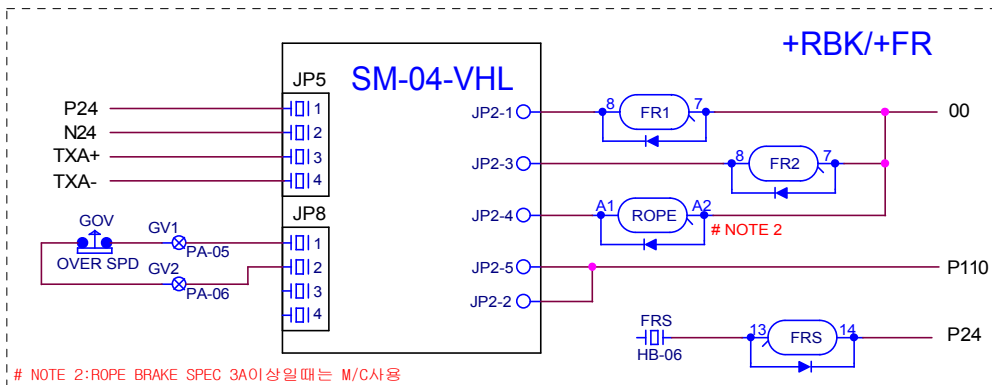 +RBK/+FR
SM-04-VHL
JP5
P24 1
N24 2
TXA+ 3
TXA- 4
JP8
GOV GV1 1
OVER SPD PA-05
GV2 2
PA-06 3
4
JP2-1 8 FR1 7 00
JP2-3 8 FR2 7
JP2-4 A1 ROPE A2
# NOTE 2
JP2-5 P110
JP2-2
FRS 13 FRS 14 P24
HB-06
# NOTE 2:ROPE BRAKE SPEC 3A이상일때는 M/C사용